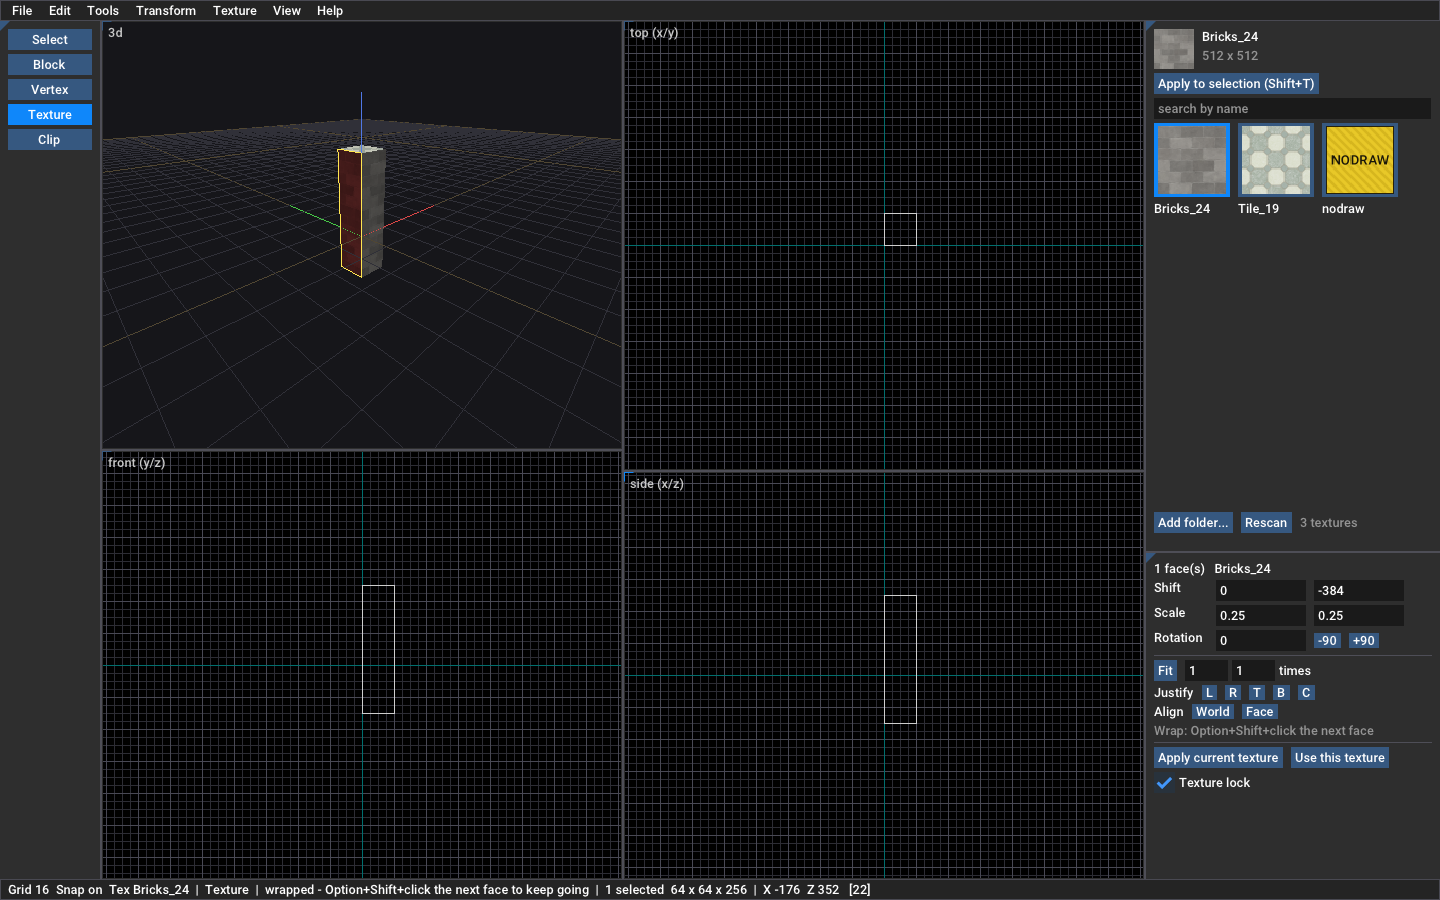 File Edit Tools Transform Texture View Help
Select
Block
Vertex
Texture
Clip
3d
top (x/y)
front (y/z)
side (x/z)
Bricks_24
512 x 512
Apply to selection (Shift+T)
search by name
NODRAW
Bricks_24 Tile_19 nodraw
Add folder... Rescan 3 textures
1 face(s) Bricks_24
Shift 0 -384
Scale 0.25 0.25
Rotation 0 -90 +90
Fit 1 1 times
Justify L R T B C
Align World Face
Wrap: Option+Shift+click the next face
Apply current texture Use this texture
Texture lock
Grid 16 Snap on Tex Bricks_24 | Texture | wrapped - Option+Shift+click the next face to keep going | 1 selected 64 x 64 x 256 | X -176 Z 352 [22]